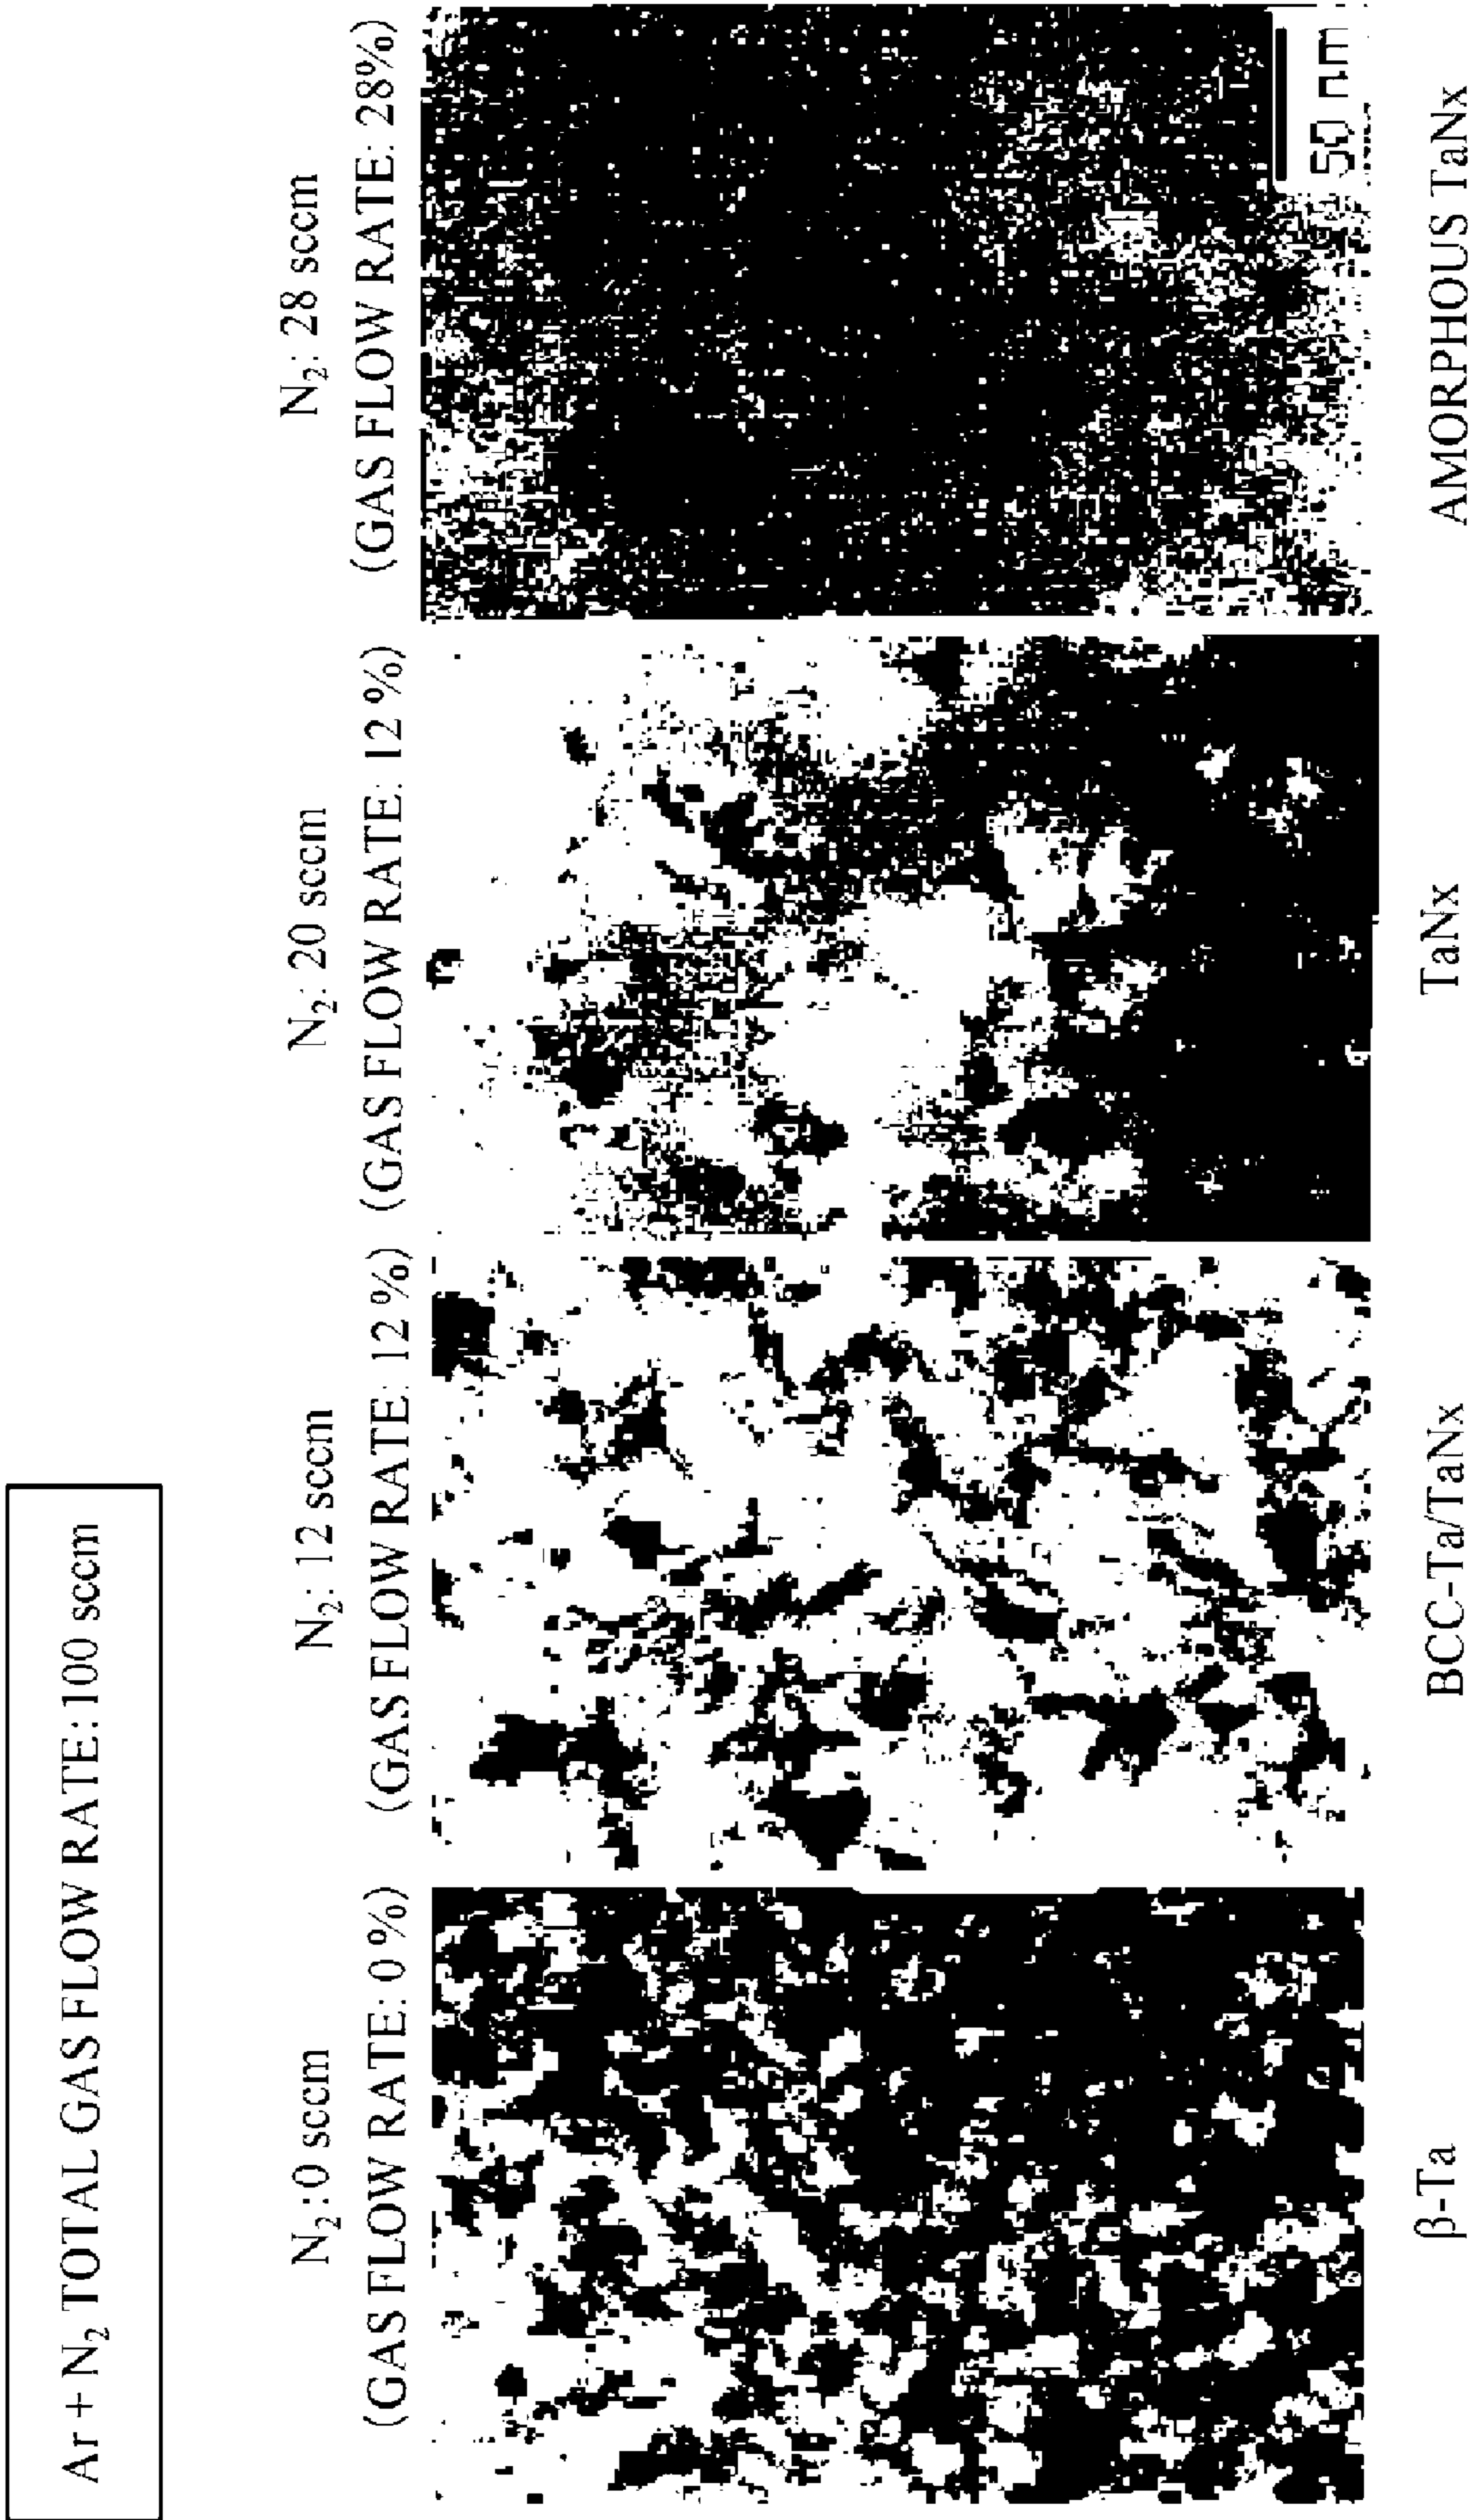 Ar + N2 TOTAL GAS FLOW RATE:100 sccm
N2:0 sccm
(GAS FLOW RATE: 0%)
N2: 12 sccm
(GAS FLOW RATE: 12%)
N2: 20 sccm
(GAS FLOW RATE: 12%)
N2: 28 sccm
(GAS FLOW RATE: 28%)
50 nm
β-Ta
BCC-Ta/TaNx
TaNx
AMORPHOUS TaNx